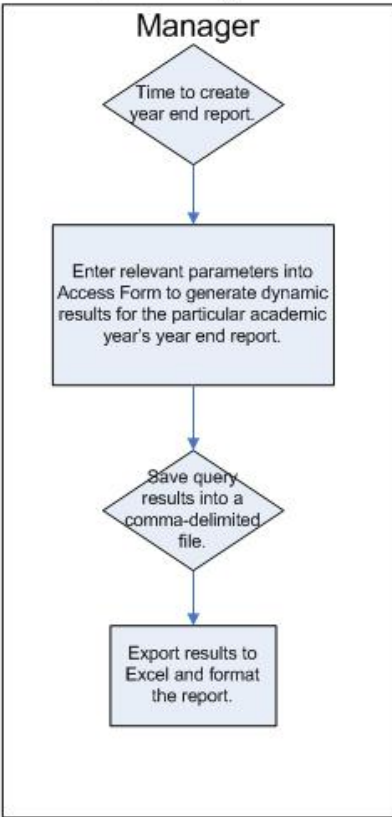 Manager
Time to create
year end report.
Enter relevant parameters into
Access Form to generate dynamic
results for the particular academic
year's year end report.
Save query
results into a
comma-delimited
file.
Export results to
Excel and format
the report.